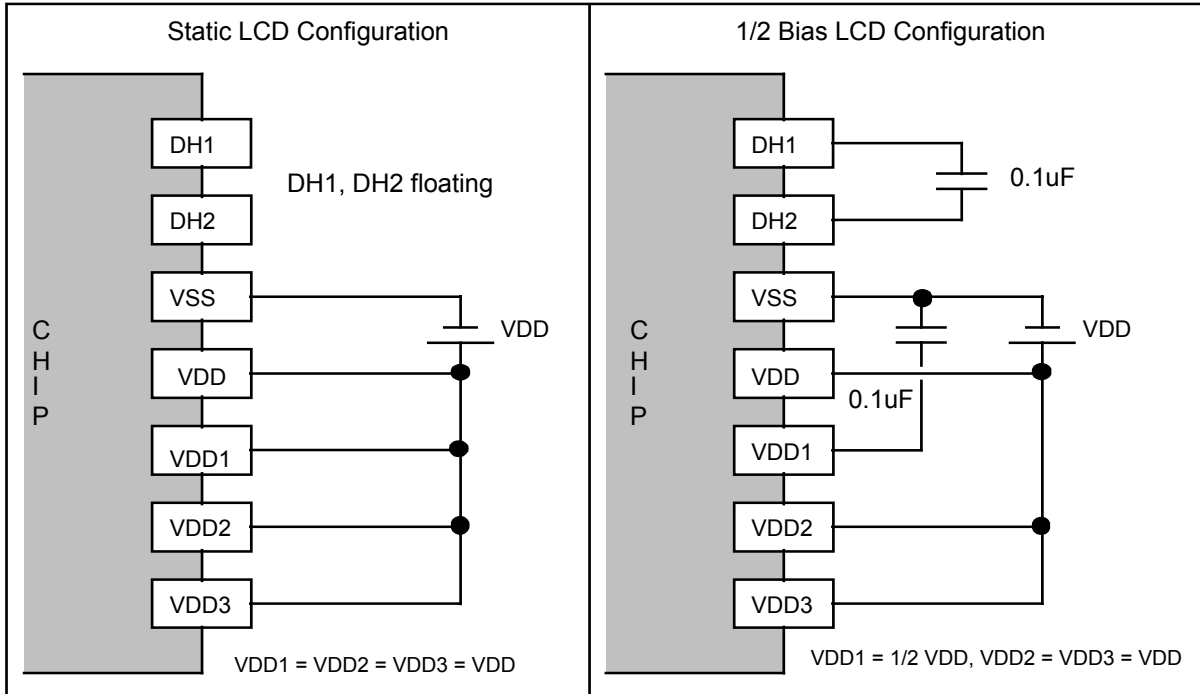 Static LCD Configuration
DH1
DH1, DH2 floating
DH2
VSS
VDD
C
H
I
P
VDD
VDD1
VDD2
VDD3
VDD1 = VDD2 = VDD3 = VDD
1/2 Bias LCD Configuration
DH1
0.1uF
DH2
VSS
VDD
C
H
I
P
VDD
0.1uF
VDD1
VDD2
VDD3
VDD1 = 1/2 VDD, VDD2 = VDD3 = VDD